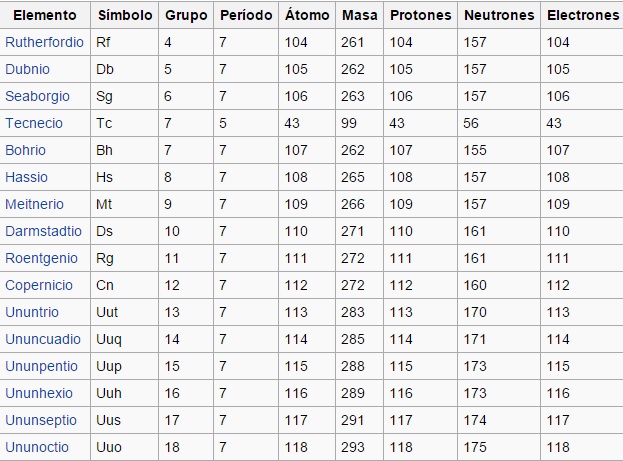 Elemento Símbolo Grupo Período Átomo Masa Protones Neutrones Electrones
Rutherfordio Rf 4 7 104 261 104 157 104
Dubnio Db 5 7 105 262 105 157 105
Seaborgio Sg 6 7 106 263 106 157 106
Tecnecio Tc 7 5 43 99 43 56 43
Bohrio Bh 7 7 107 262 107 155 107
Hassio Hs 8 7 108 265 108 157 108
Meitnerio Mt 9 7 109 266 109 157 109
Darmstadtio Ds 10 7 110 271 110 161 110
Roentgenio Rg 11 7 111 272 111 161 111
Copernicio Cn 12 7 112 272 112 160 112
Ununtrio Uut 13 7 113 283 113 170 113
Ununcuadio Uuq 14 7 114 285 114 171 114
Ununpentio Uup 15 7 115 288 115 173 115
Ununhexio Uuh 16 7 116 289 116 173 116
Ununseptio Uus 17 7 117 291 117 174 117
Ununoctio Uuo 18 7 118 293 118 175 118